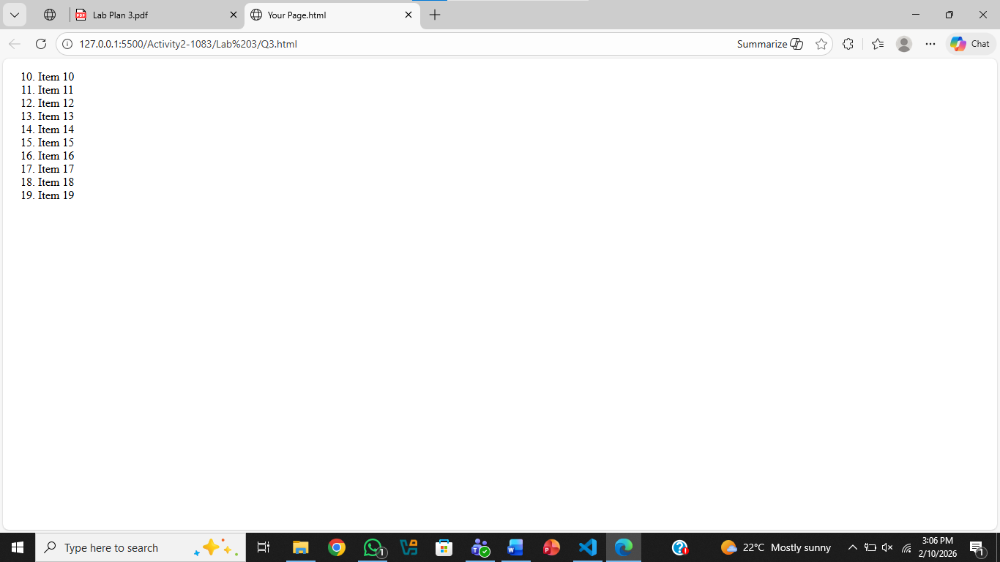 Lab Plan 3.pdf
Your Page.html
127.0.0.1:5500/Activity2-1083/Lab%203/Q3.html
Summarize
Chat
10. Item 10
11. Item 11
12. Item 12
13. Item 13
14. Item 14
15. Item 15
16. Item 16
17. Item 17
18. Item 18
19. Item 19
Type here to search
1
22°C Mostly sunny
3:06 PM
2/10/2026
1